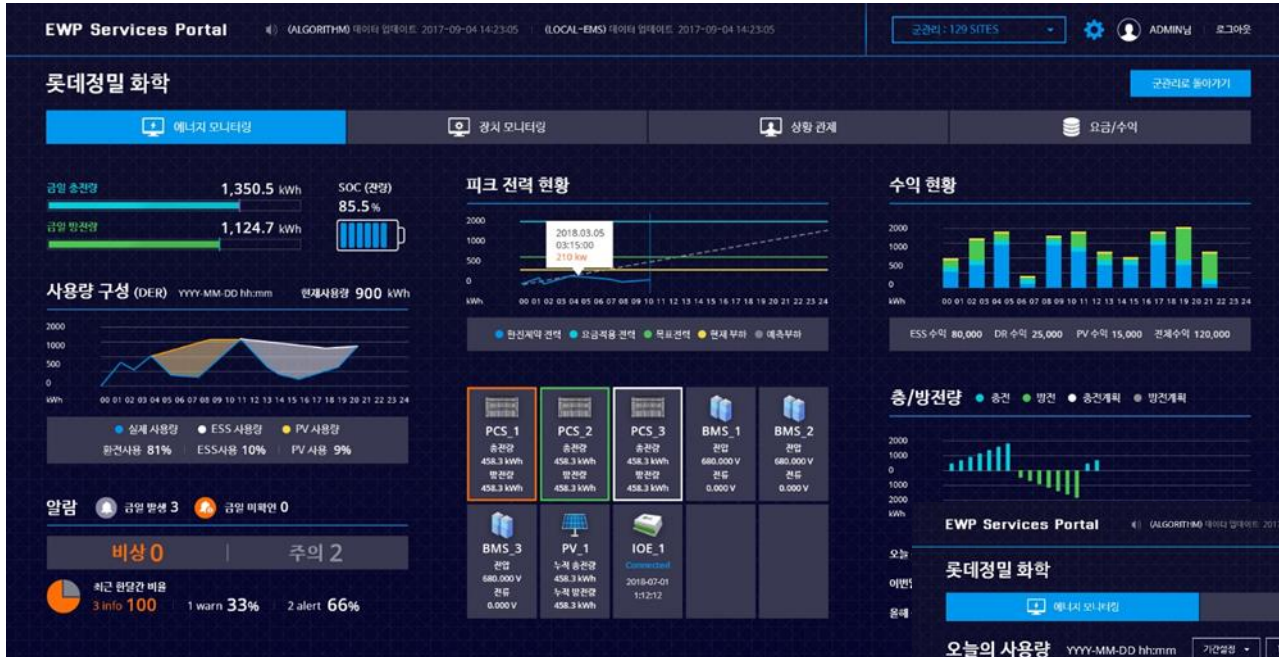 EWP Services Portal (ALGORITHM) 데이터 업데이트 2017-09-04 14:23:05 (LOCAL-EMS) 데이터 업데이트 2017-09-04 14:23:05 군관리 : 129 SITES ADMIN님 로그아웃
롯데정밀 화학 군관리로 돌아가기
에너지 모니터링 장치 모니터링 상황 관제 요금/수익
금일 충전량 1,350.5 kWh
금일 방전량 1,124.7 kWh
SOC (잔량)
85.5 %
사용량 구성 (DER) YYYY-MM-DD hh:mm 현재사용량 900 kWh
2000
1000
500
0
kWh 00 01 02 03 04 05 06 07 08 09 10 11 12 13 14 15 16 17 18 19 20 21 22 23 24
실제 사용량 ESS 사용량 PV 사용량
환전사용 81% ESS사용 10% PV 사용 9%
알람 금일 발생 3 금일 미확인 0
비상 0 주의 2
최근 한달간 비율
3 info 100 1 warn 33% 2 alert 66%
피크 전력 현황
2000
1000
500
0
2018.03.05
03:15:00
210 kw
kWh 00 01 02 03 04 05 06 07 08 09 10 11 12 13 14 15 16 17 18 19 20 21 22 23 24
한전제약 전력 요금적용 전력 목표전력 현재 부하 예측부하
PCS_1
충전량
458.3 kWh
방전량
458.3 kWh
PCS_2
충전량
458.3 kWh
방전량
458.3 kWh
PCS_3
충전량
458.3 kWh
방전량
458.3 kWh
BMS_1
전압
680.000 V
전류
0.000 V
BMS_2
전압
680.000 V
전류
0.000 V
BMS_3
전압
680.000 V
전류
0.000 V
PV_1
누적 송전량
458.3 kWh
누적 발전량
458.3 kWh
IOE_1
Connected
2018-07-01
1:12:12
수익 현황
2000
1000
500
0
kWh 00 01 02 03 04 05 06 07 08 09 10 11 12 13 14 15 16 17 18 19 20 21 22 23 24
ESS 수익 80,000 DR 수익 25,000 PV 수익 15,000 전체수익 120,000
충/방전량 충전 방전 충전계획 방전계획
2000
1000
0
1000
2000
kWh
오늘
이번
올해
EWP Services Portal (ALGORITHM) 데이터 업데이트
롯데정밀 화학
에너지 모니터링
오늘의 사용량 YYYY-MM-DD hh:mm 기간설정